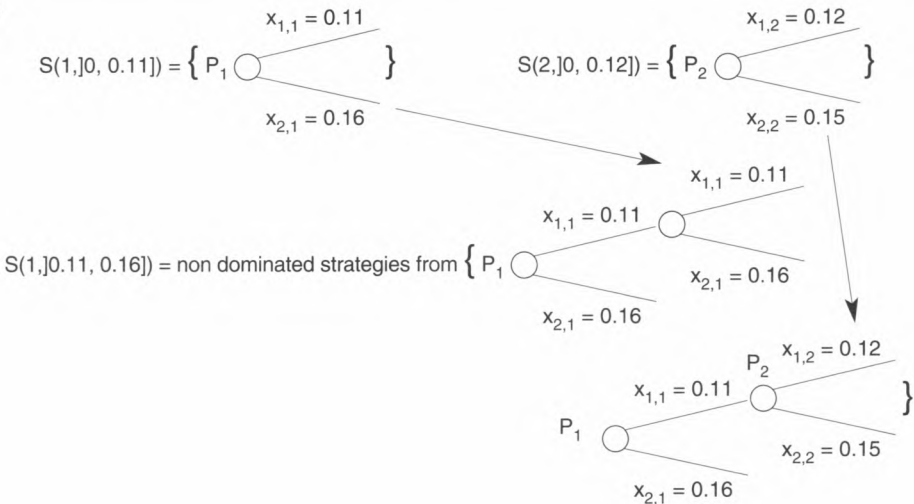 x1,1 = 0.11
x1,2 = 0.12
S(1,]0, 0.11]) = { P1 }
S(2,]0, 0.12]) = { P2 }
x2,1 = 0.16
x2,2 = 0.15
x1,1 = 0.11
x1,1 = 0.11
S(1,]0.11, 0.16]) = non dominated strategies from { P1
x2,1 = 0.16
x2,1 = 0.16
x1,2 = 0.12
P2
x1,1 = 0.11
}
P1
x2,2 = 0.15
x2,1 = 0.16